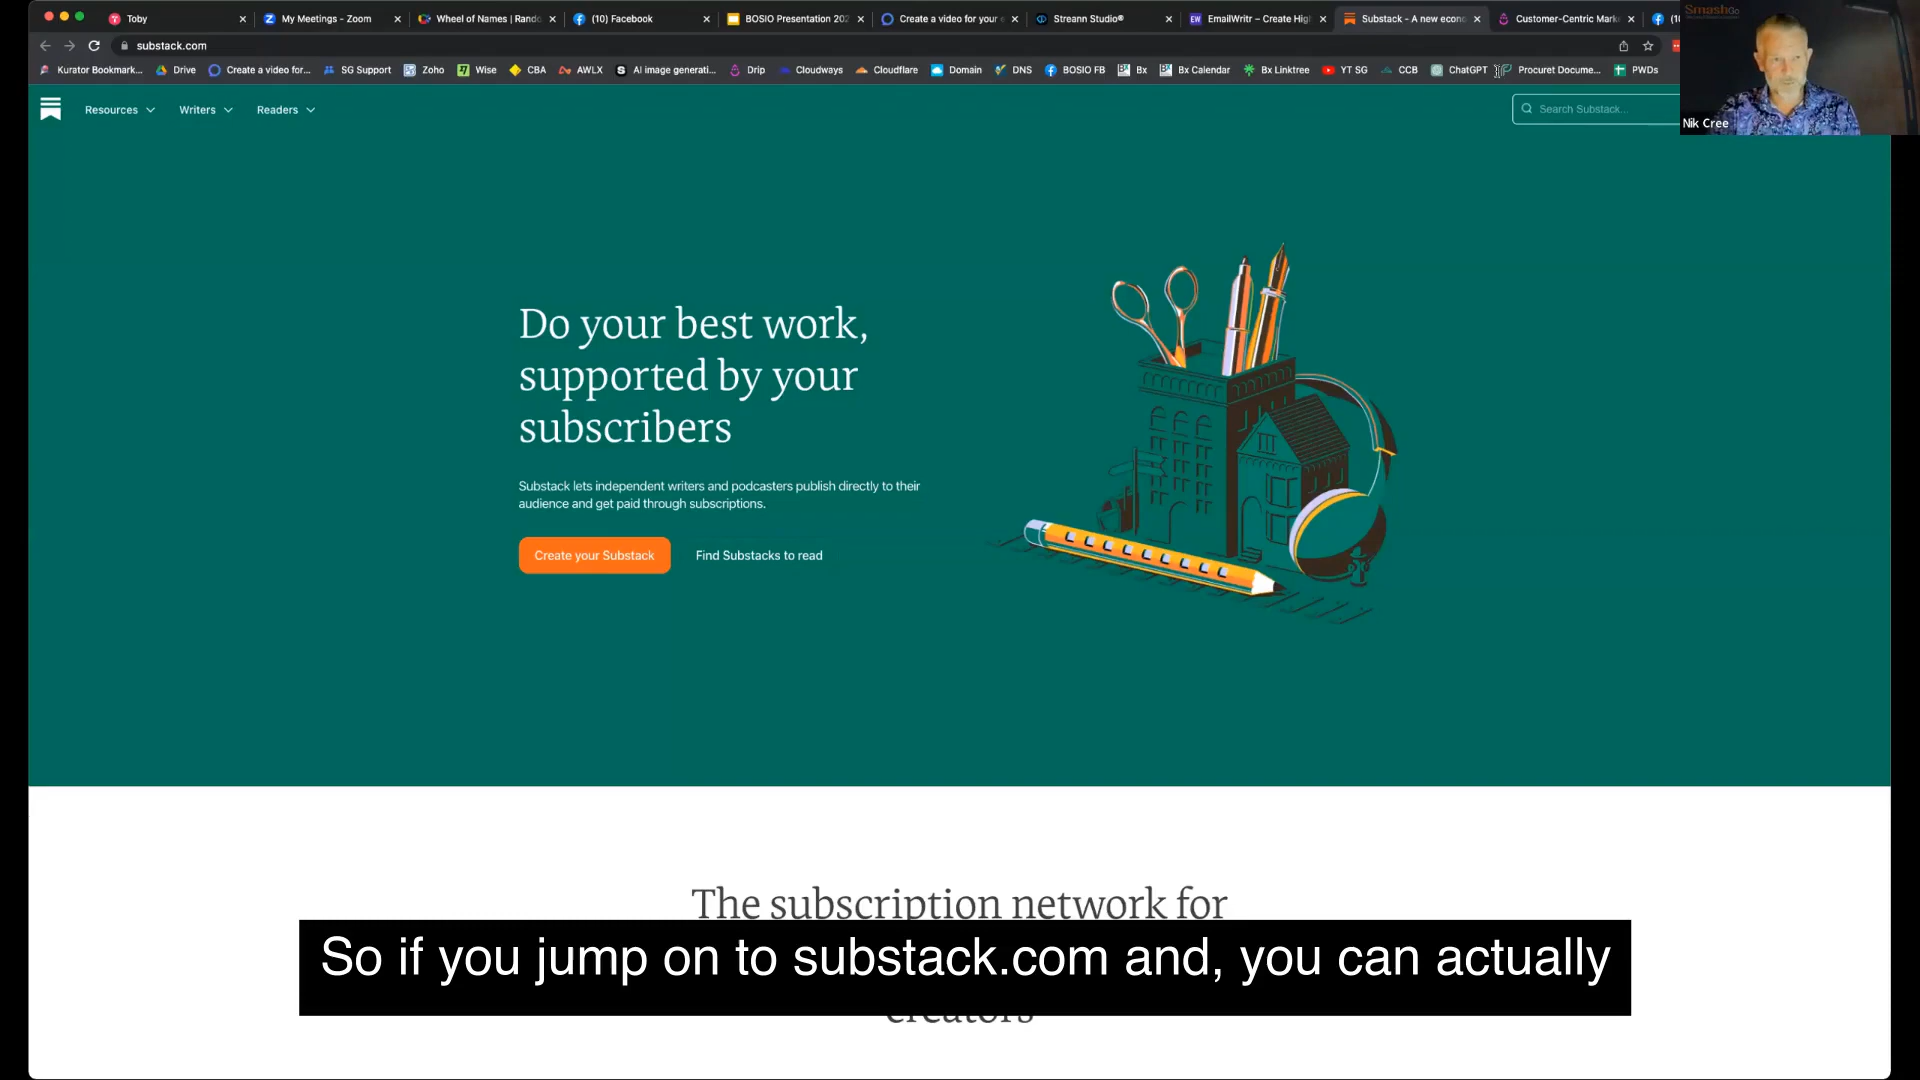 Toby
My Meetings - Zoom
Wheel of Names | Rando
(10) Facebook
BOSIO Presentation 202
Create a video for your
Streann Studio®
EmailWritr – Create Hig
Substack - A new econ
Customer-Centric Mark
substack.com
Kurator Bookmark...
Drive
Create a video for...
SG Support
Zoho
Wise
CBA
AWLX
AI image generati...
Drip
Cloudways
Cloudflare
Domain
DNS
BOSIO FB
Bx
Bx Calendar
Bx Linktree
YT SG
CCB
ChatGPT
Procuret Docume...
PWDs
SmashGo
Nik Cree
Resources
Writers
Readers
Search Substack...
Do your best work,
supported by your
subscribers
Substack lets independent writers and podcasters publish directly to their
audience and get paid through subscriptions.
Create your Substack
Find Substacks to read
The subscription network for
So if you jump on to substack.com and, you can actually
creators